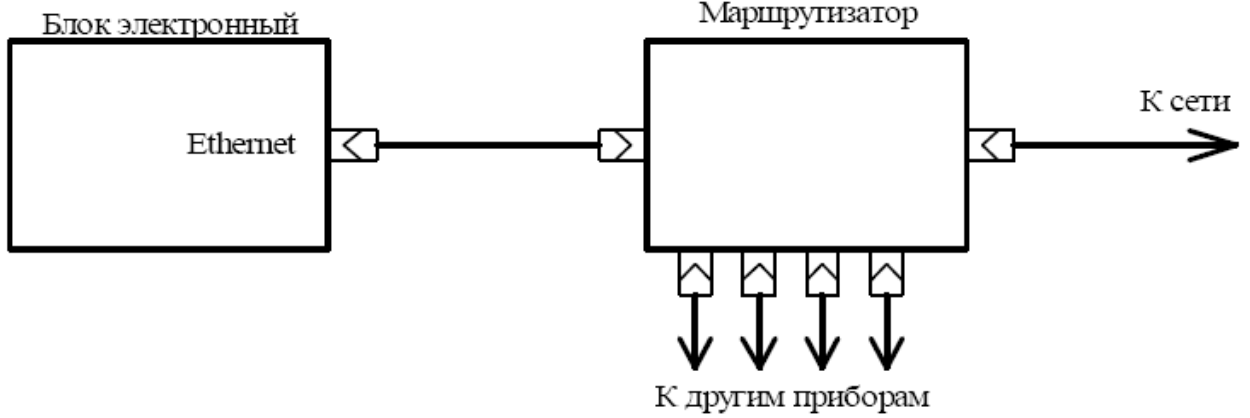 Блок электронный
Маршрутизатор
Ethernet
К сети
К другим приборам